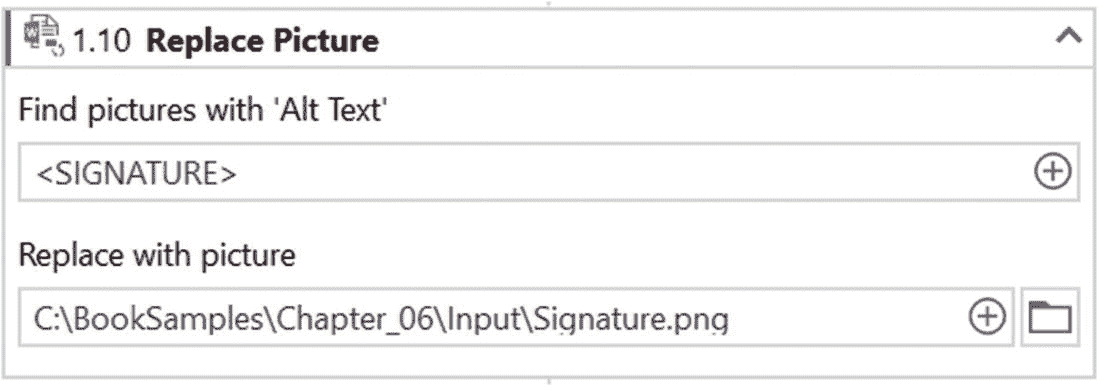 1.10 Replace Picture
Find pictures with 'Alt Text'
<SIGNATURE>
Replace with picture
C:\BookSamples\Chapter_06\Input\Signature.png